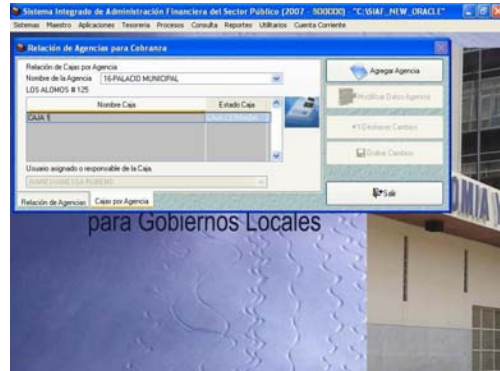 Sistema Integrado de Administración Financiera del Sector Público (2007 - 500000) - "C:\SIAF_NEW_ORACLE"
Sistemas Maestro Aplicaciones Tesoreria Procesos Consulta Reportes Utilitarios Cuenta Corriente
Relación de Agencias para Cobranza
Relación de Cajas por Agencia
Nombre de la Agencia 16-PALACIO MUNICIPAL
LOS ALOMOS # 125
Nombre Caja Estado Caja
CAJA 1 CAJA CERRADA
Usuario asignado o responsable de la Caja.
Relación de Agencias Cajas por Agencia
Agregar Agencia
Modificar Datos Agencia
Deshacer Cambios
Grabar Cambios
Salir
para Gobiernos Locales